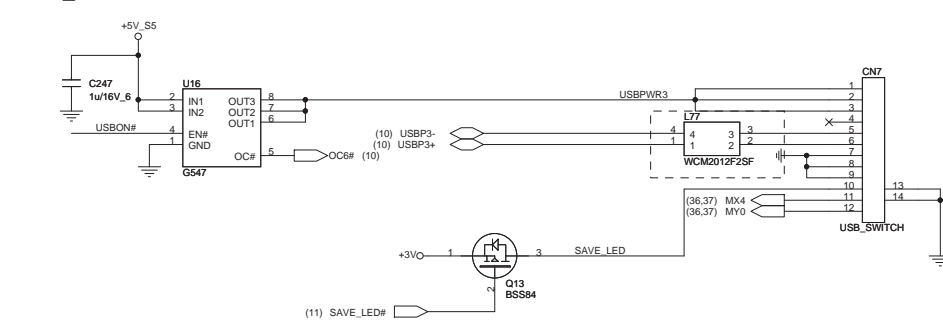 +5V_S5
C247
1u/16V_6
U16
2 IN1
3 IN2
4 EN#
1 GND
OUT3 8
OUT2 7
OUT1 6
OC# 5
G547
USBON#
OC6# (10)
USBPWR3
(10) USBP3-
(10) USBP3+
L77
4 4 3 3
1 1 2 2
WCM2012F2SF
CN7
1
2
3
4
5
6
7
8
9
10
11
12
13
14
USB_SWITCH
(36,37) MX4
(36,37) MY0
+3V
1
3
SAVE_LED
2
Q13
BSS84
(11) SAVE_LED#